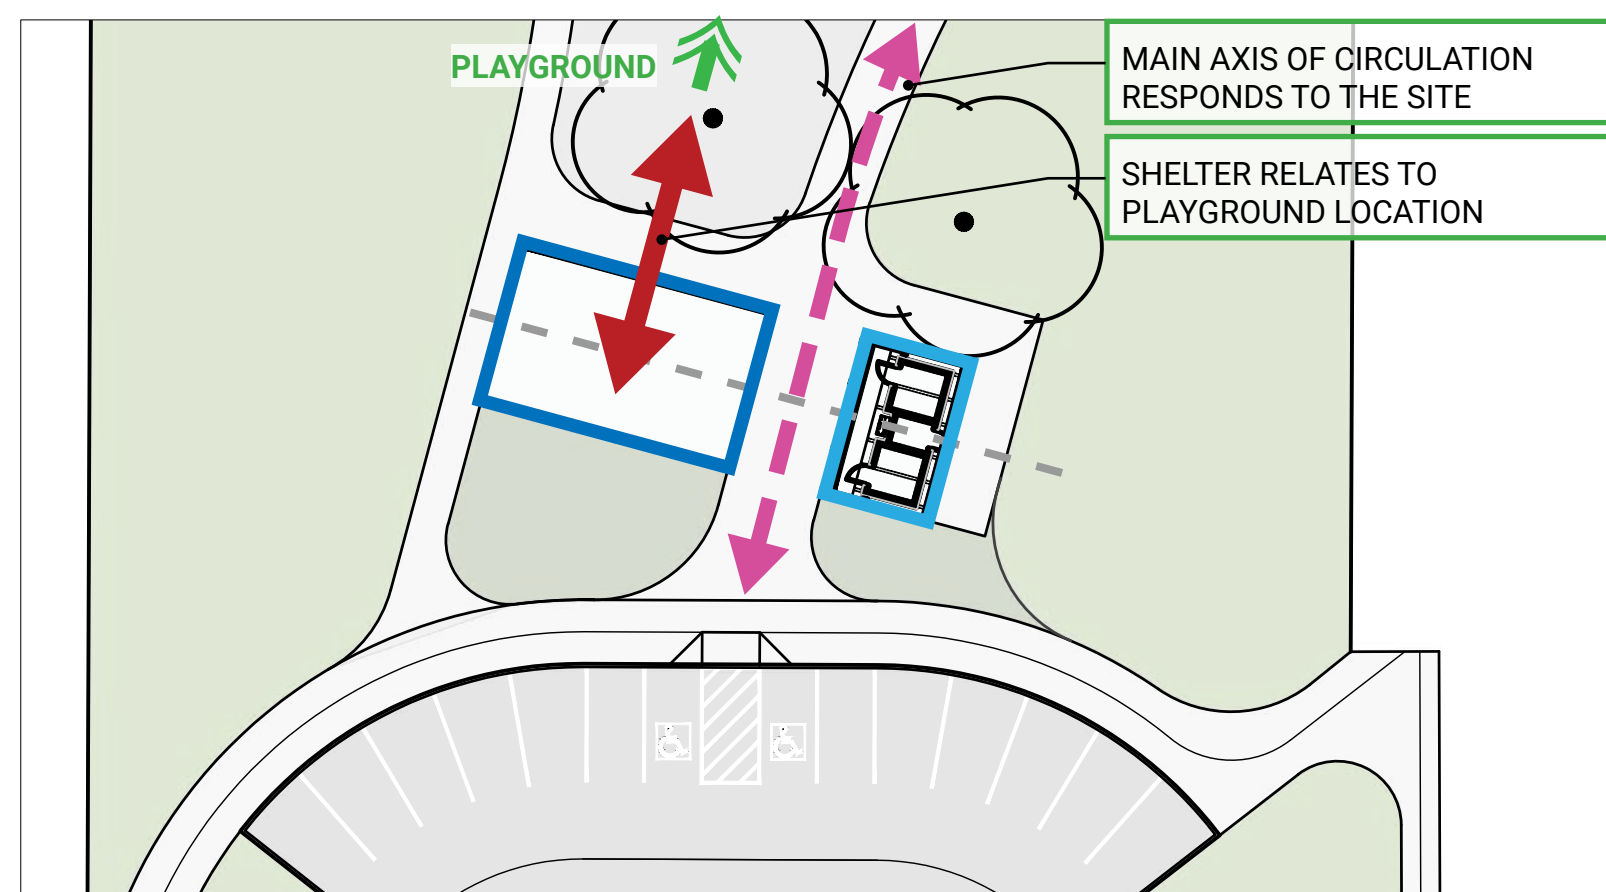 PLAYGROUND
MAIN AXIS OF CIRCULATION
RESPONDS TO THE SITE
SHELTER RELATES TO
PLAYGROUND LOCATION